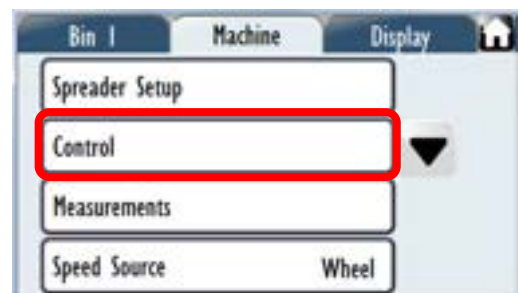 Bin 1 Machine Display
Spreader Setup
Control
Measurements
Speed Source Wheel